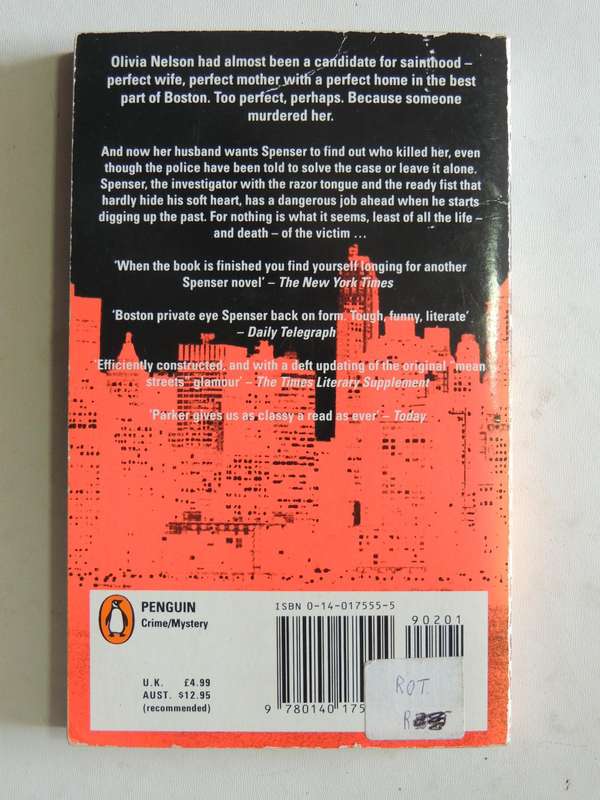 Olivia Nelson had almost been a candidate for sainthood –
perfect wife, perfect mother with a perfect home in the best
part of Boston. Too perfect, perhaps. Because someone
murdered her.
And now her husband wants Spenser to find out who killed her, even
though the police have been told to solve the case or leave it alone.
Spenser, the investigator with the razor tongue and the ready fist that
hardly hide his soft heart, has a dangerous job ahead when he starts
digging up the past. For nothing is what it seems, least of all the life –
and death – of the victim ...
'When the book is finished you find yourself longing for another
Spenser novel' – The New York Times
'Boston private eye Spenser back on form. Tough, funny, literate'
– Daily Telegraph
'Efficiently constructed, and with a deft updating of the original "mean
streets" glamour' – The Times Literary Supplement
'Parker gives us as classy a read as ever' – Today
PENGUIN
Crime/Mystery
U.K. £4.99
AUST. $12.95
(recommended)
ISBN 0-14-017555-5
90201
9 780140 175
ROT.